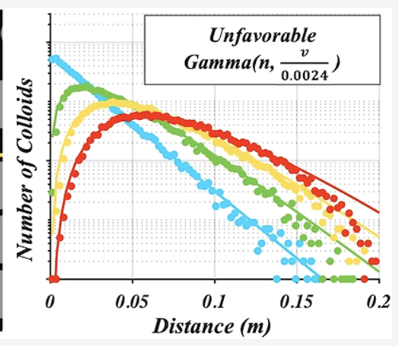 Unfavorable
Gamma(n, v/0.0024)
Number of Colloids
0 0.05 0.1 0.15 0.2
Distance (m)